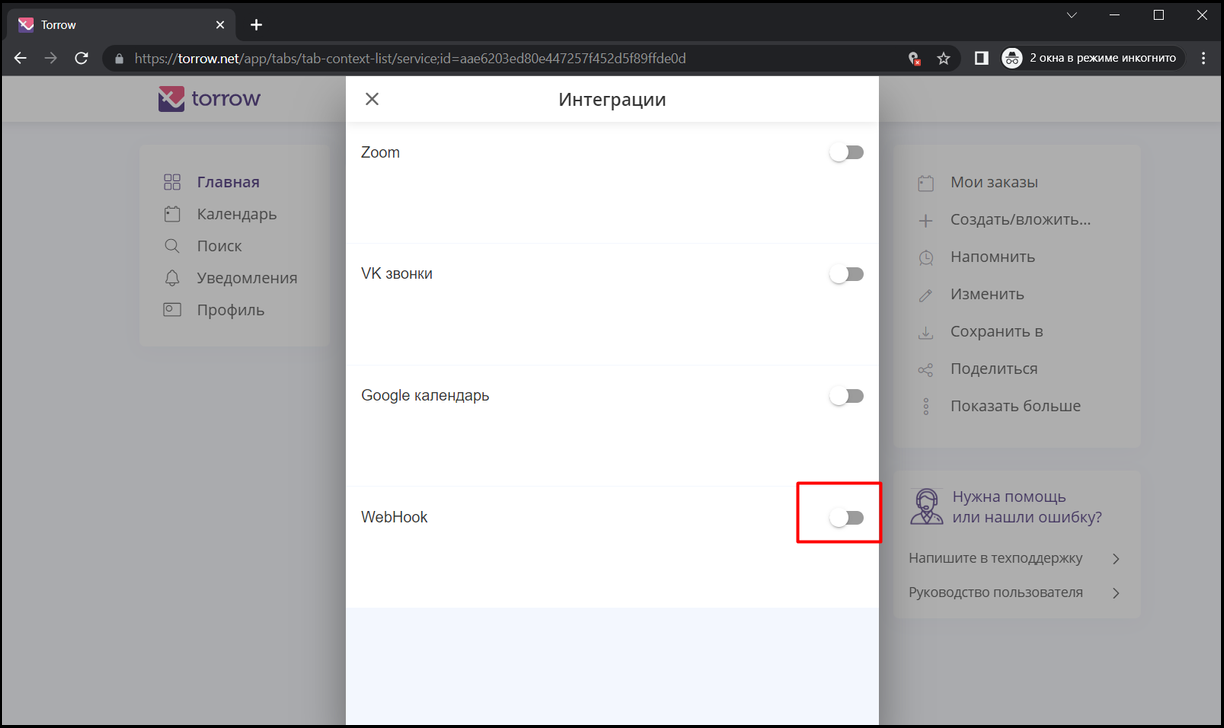 Torrow
https://torrow.net/app/tabs/tab-context-list/service;id=aae6203ed80e447257f452d5f89ffde0d
2 окна в режиме инкогнито
torrow
Интеграции
Zoom
VK звонки
Google календарь
WebHook
Главная
Календарь
Поиск
Уведомления
Профиль
Мои заказы
Создать/вложить...
Напомнить
Изменить
Сохранить в
Поделиться
Показать больше
Нужна помощь
или нашли ошибку?
Напишите в техподдержку
Руководство пользователя